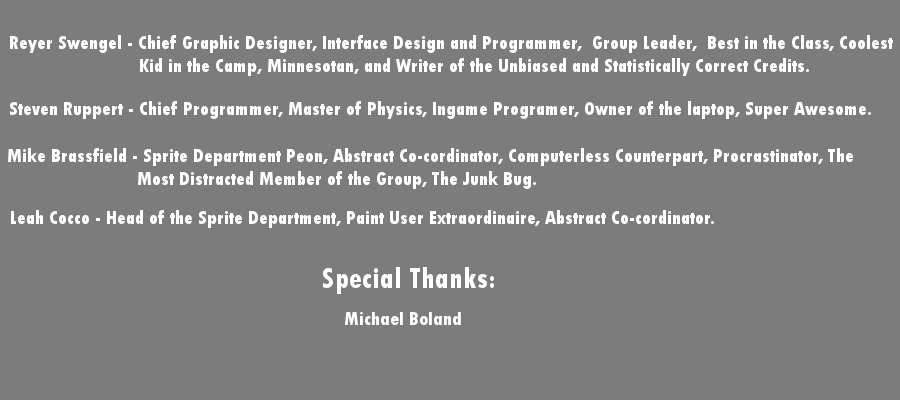 Reyer Swengel - Chief Graphic Designer, Interface Design and Programmer,  Group Leader,  Best in the Class, Coolest
Kid in the Camp, Minnesotan, and Writer of the Unbiased and Statistically Correct Credits.
Steven Ruppert - Chief Programmer, Master of Physics, Ingame Programer, Owner of the laptop, Super Awesome.
Mike Brassfield - Sprite Department Peon, Abstract Co-cordinator, Computerless Counterpart, Procrastinator, The
Most Distracted Member of the Group, The Junk Bug.
Leah Cocco - Head of the Sprite Department, Paint User Extraordinaire, Abstract Co-cordinator.
Special Thanks:
Michael Boland